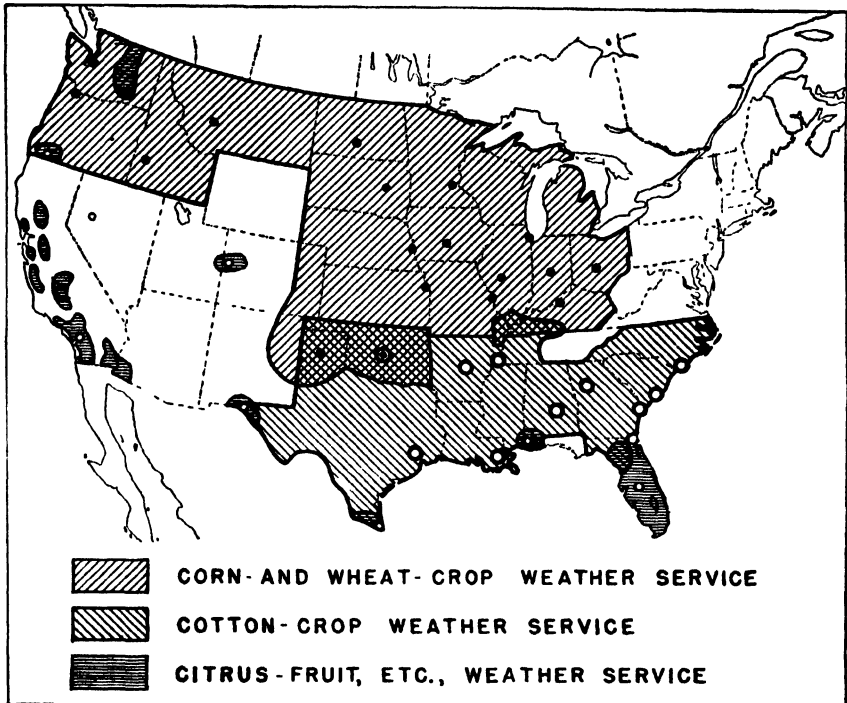 CORN-AND WHEAT-CROP WEATHER SERVICE
COTTON-CROP WEATHER SERVICE
CITRUS-FRUIT, ETC., WEATHER SERVICE